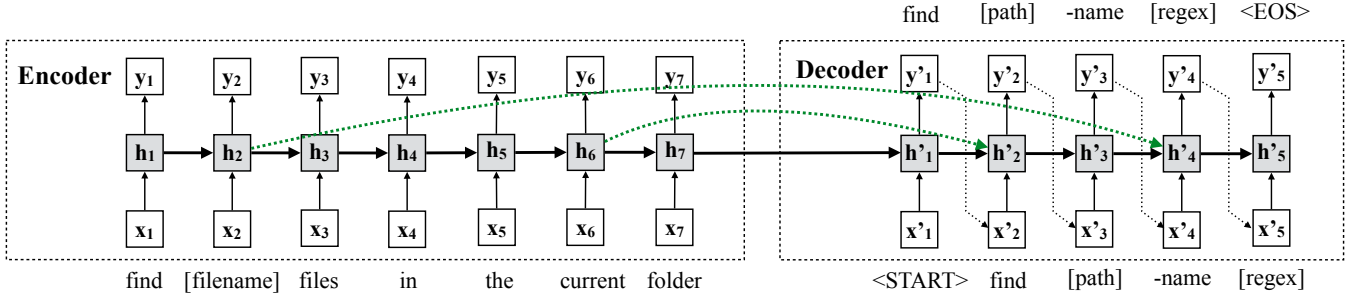 find [path] -name [regex] <EOS>
Encoder y₁ y₂ y₃ y₄ y₅ y₆ y₇ Decoder y'₁ y'₂ y'₃ y'₄ y'₅
h₁ h₂ h₃ h₄ h₅ h₆ h₇ h'₁ h'₂ h'₃ h'₄ h'₅
x₁ x₂ x₃ x₄ x₅ x₆ x₇ x'₁ x'₂ x'₃ x'₄ x'₅
find [filename] files in the current folder <START> find [path] -name [regex]